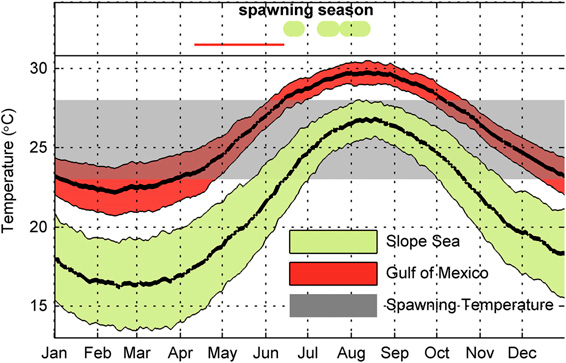 spawning season
30
25
20
15
Temperature (°C)
Slope Sea
Gulf of Mexico
Spawning Temperature
Jan Feb Mar Apr May Jun Jul Aug Sep Oct Nov Dec